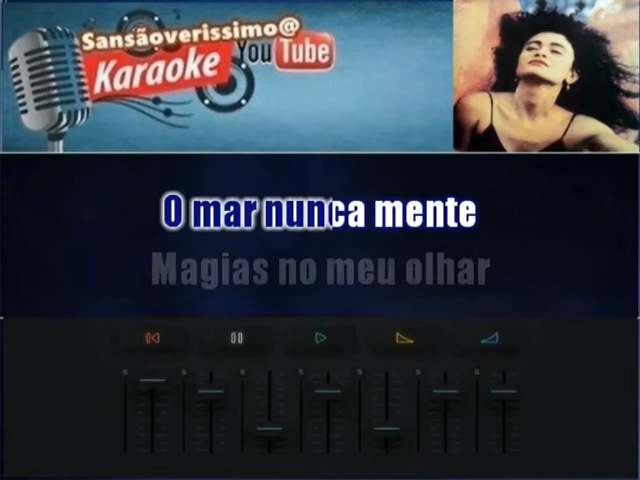 Sansãoverissimo@
You Tube
Karaoke
O mar nunca mente
Magias no meu olhar